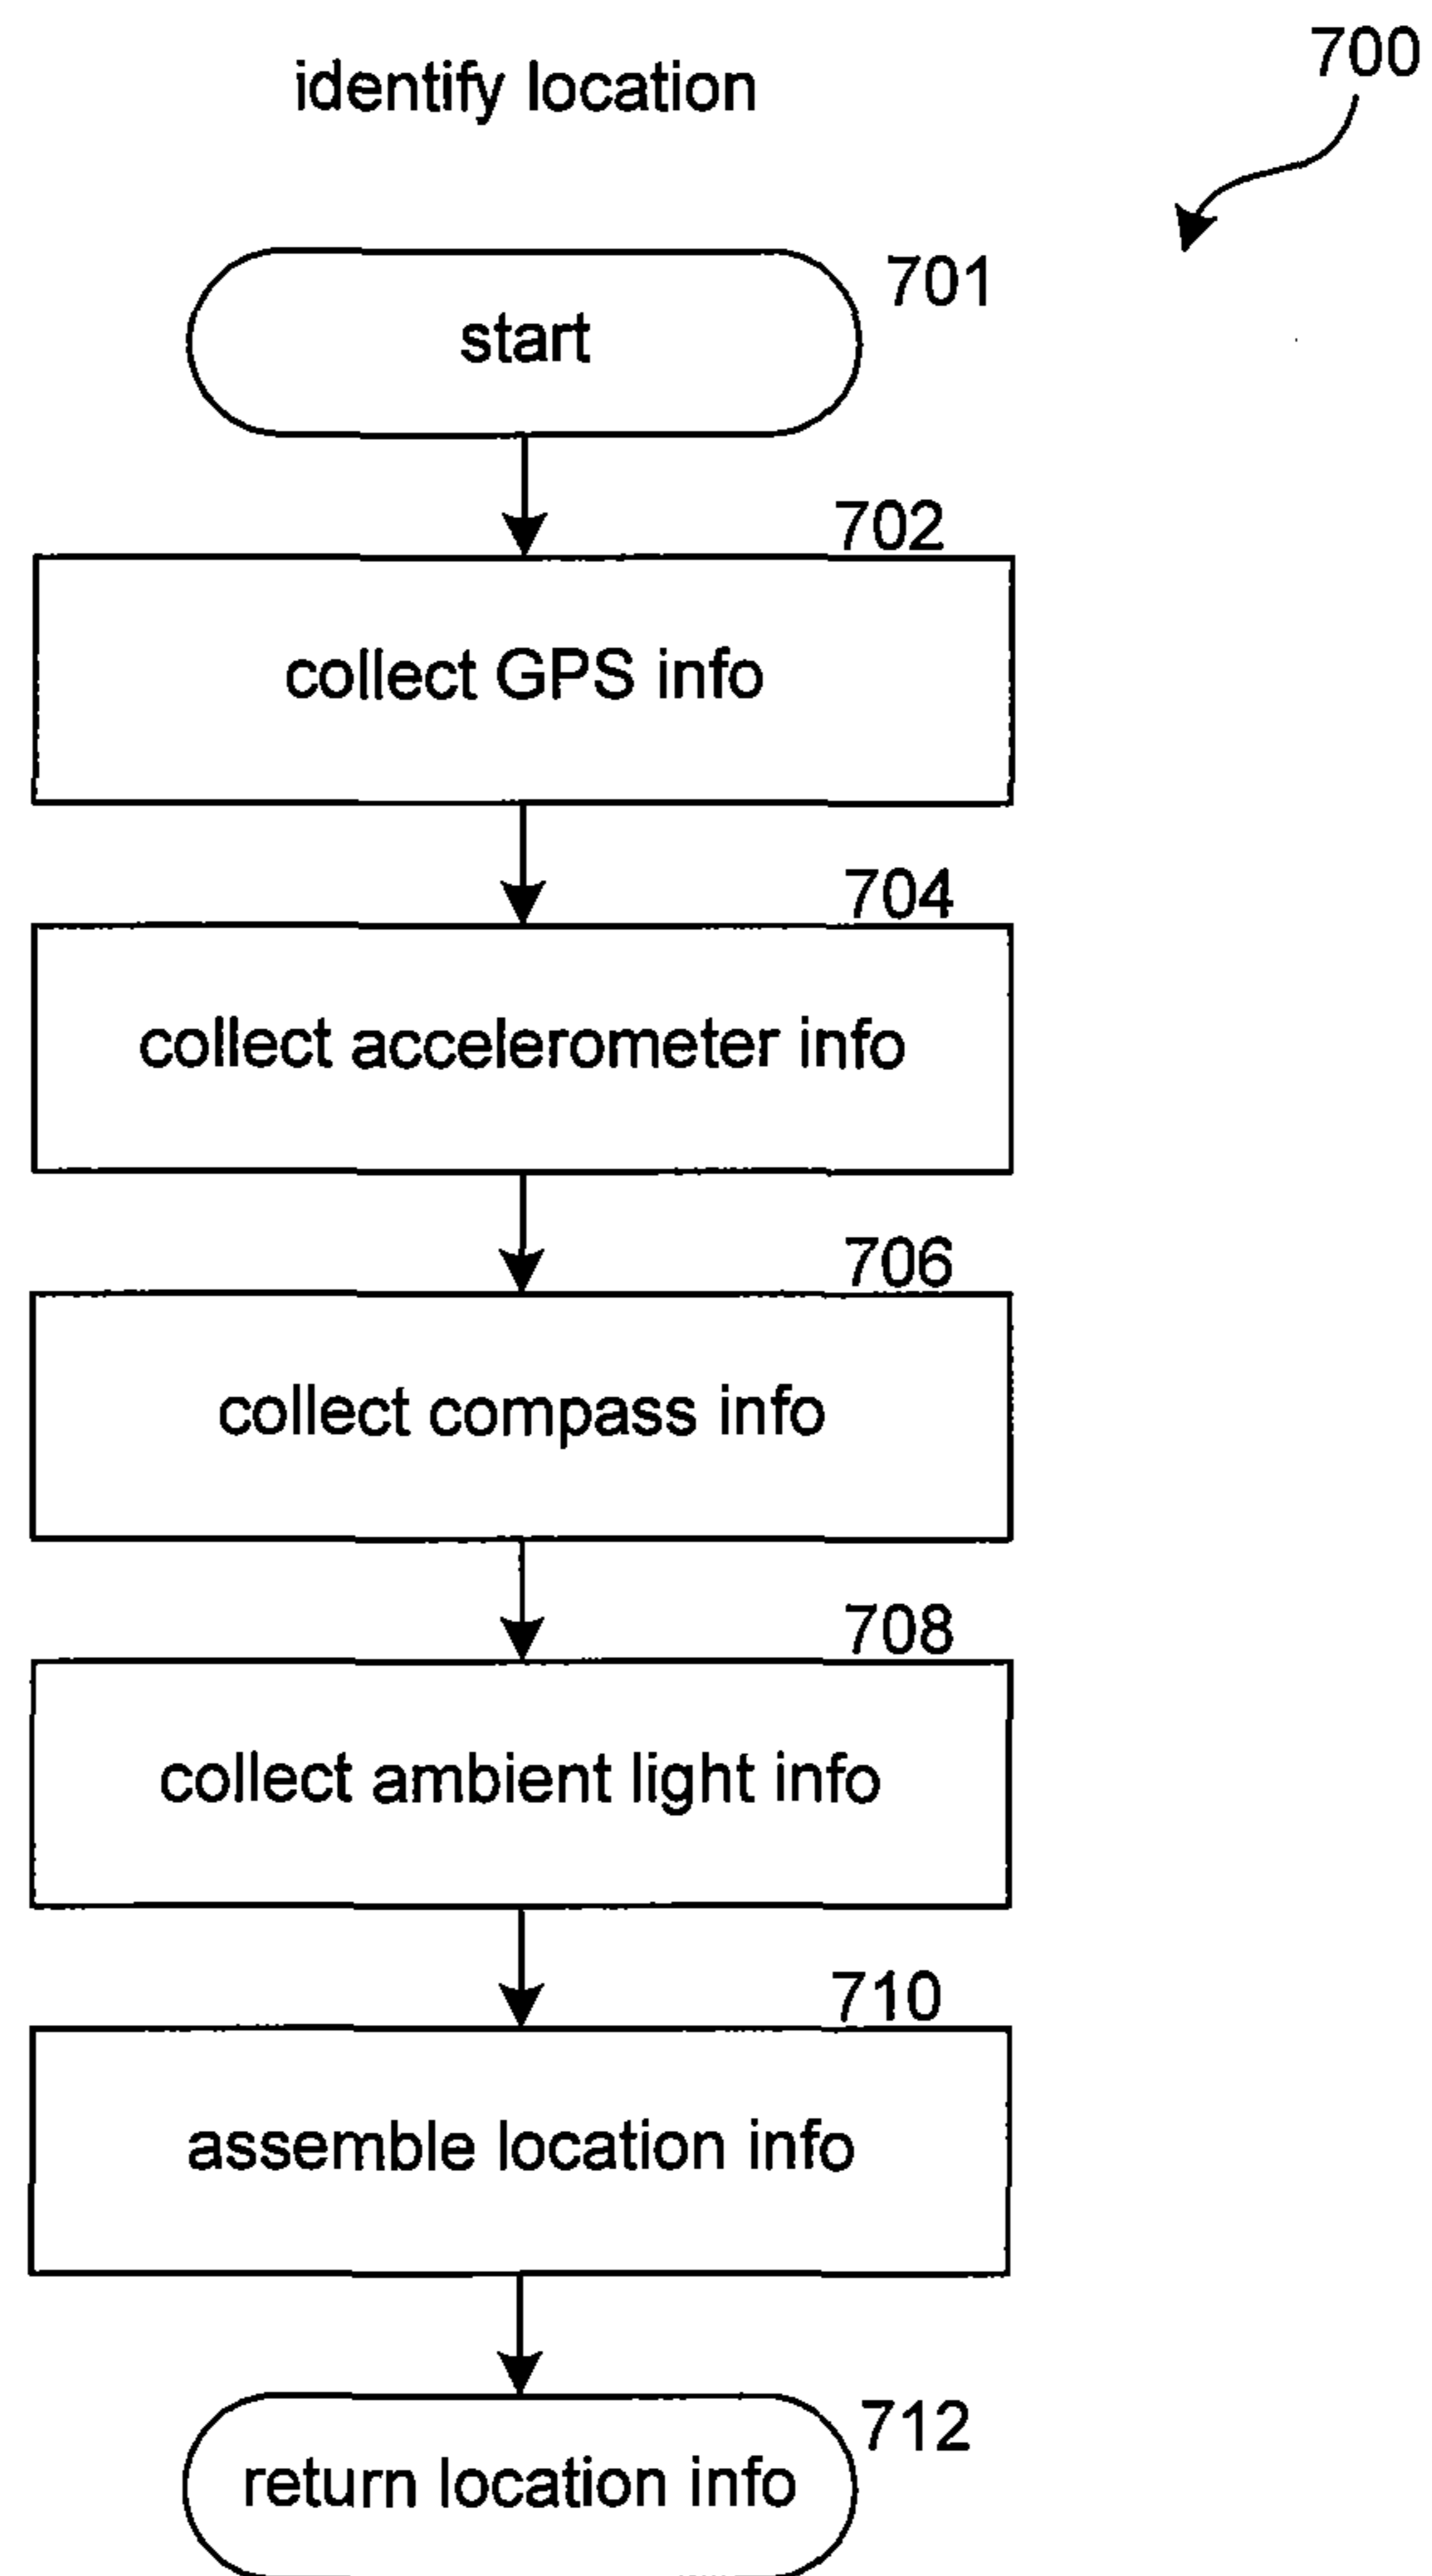 identify location
700
701
start
702
collect GPS info
704
collect accelerometer info
706
collect compass info
708
collect ambient light info
710
assemble location info
712
return location info